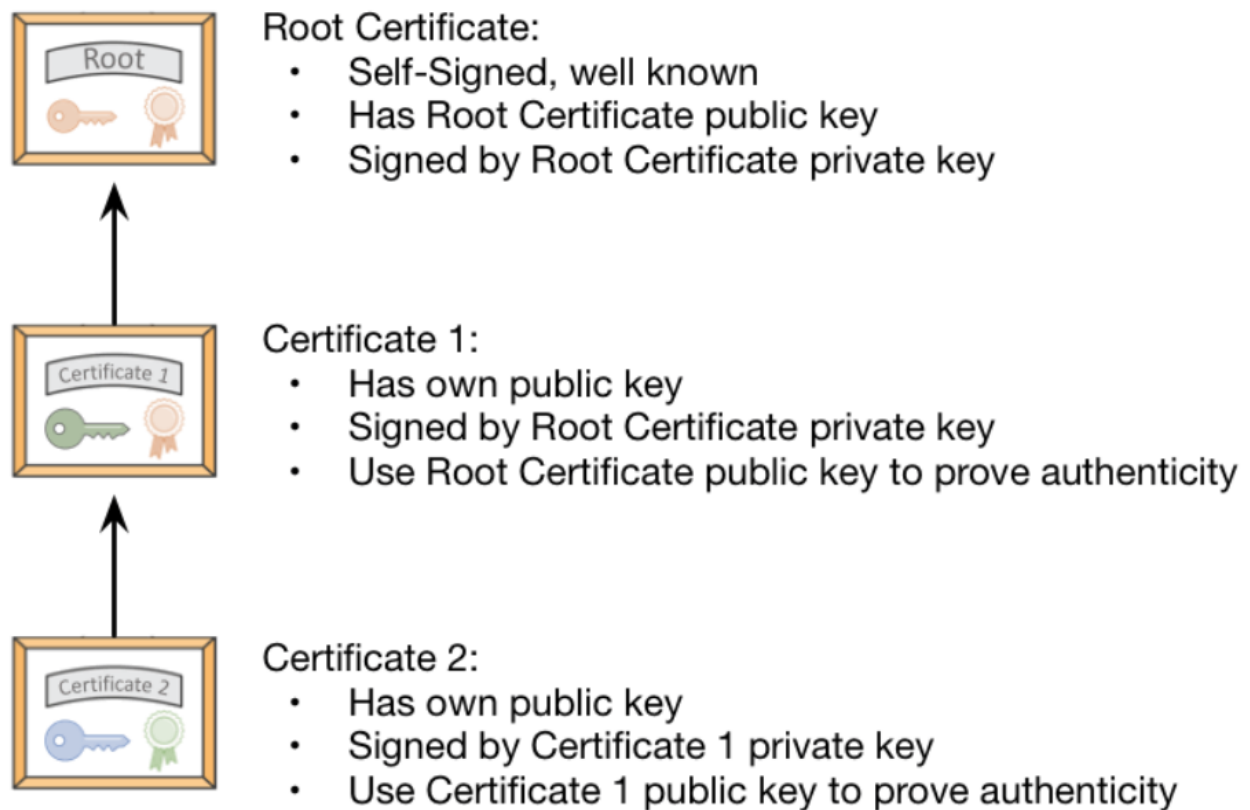 Root
Root Certificate:
• Self-Signed, well known
• Has Root Certificate public key
• Signed by Root Certificate private key
Certificate 1
Certificate 1:
• Has own public key
• Signed by Root Certificate private key
• Use Root Certificate public key to prove authenticity
Certificate 2
Certificate 2:
• Has own public key
• Signed by Certificate 1 private key
• Use Certificate 1 public key to prove authenticity